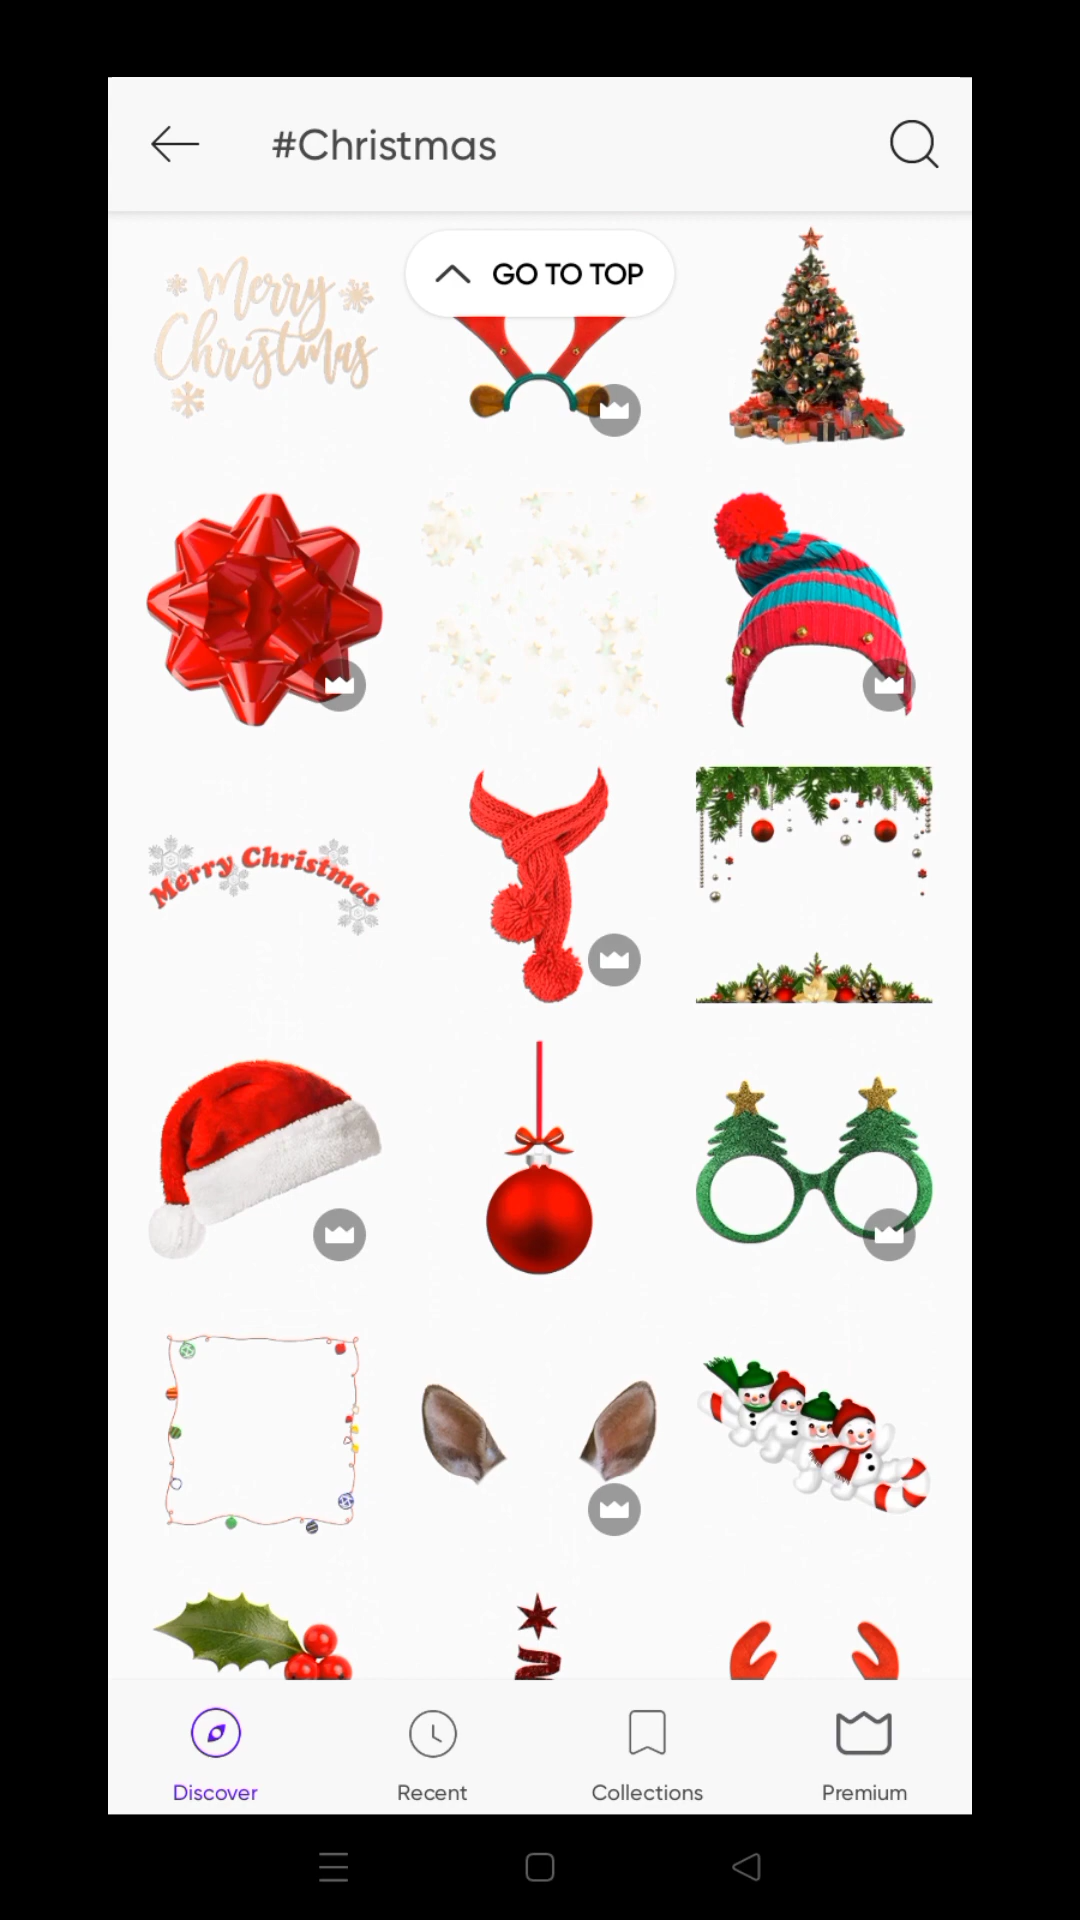 #Christmas
GO TO TOP
Merry
Christmas
Merry Christmas
Discover
Recent
Collections
Premium